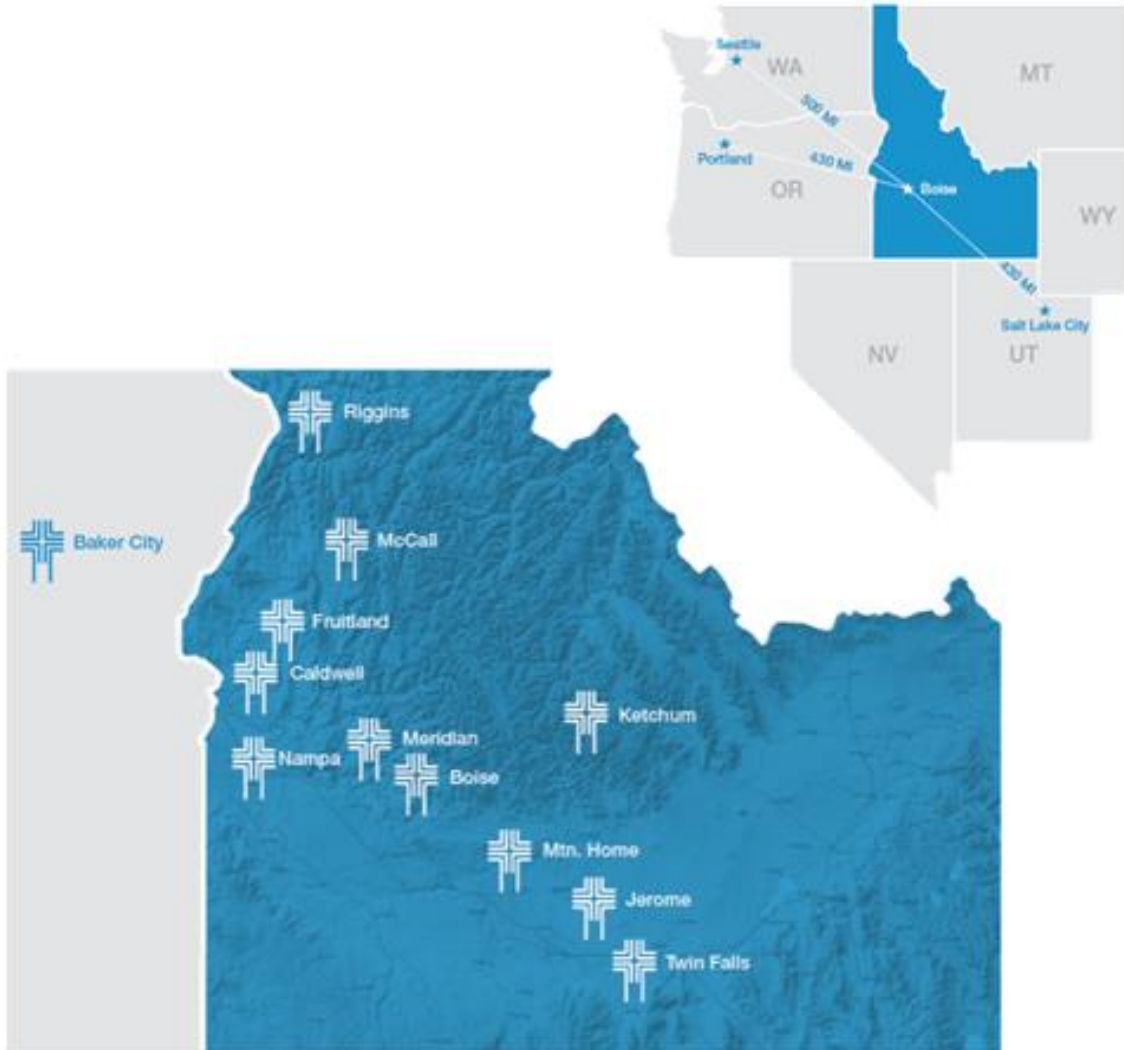 Seattle
WA
MT
500 MI
Portland
430 MI
OR
Boise
WY
430 MI
Salt Lake City
NV
UT
Riggins
Baker City
McCall
Fruitland
Caldwell
Ketchum
Meridian
Nampa
Boise
Mtn. Home
Jerome
Twin Falls